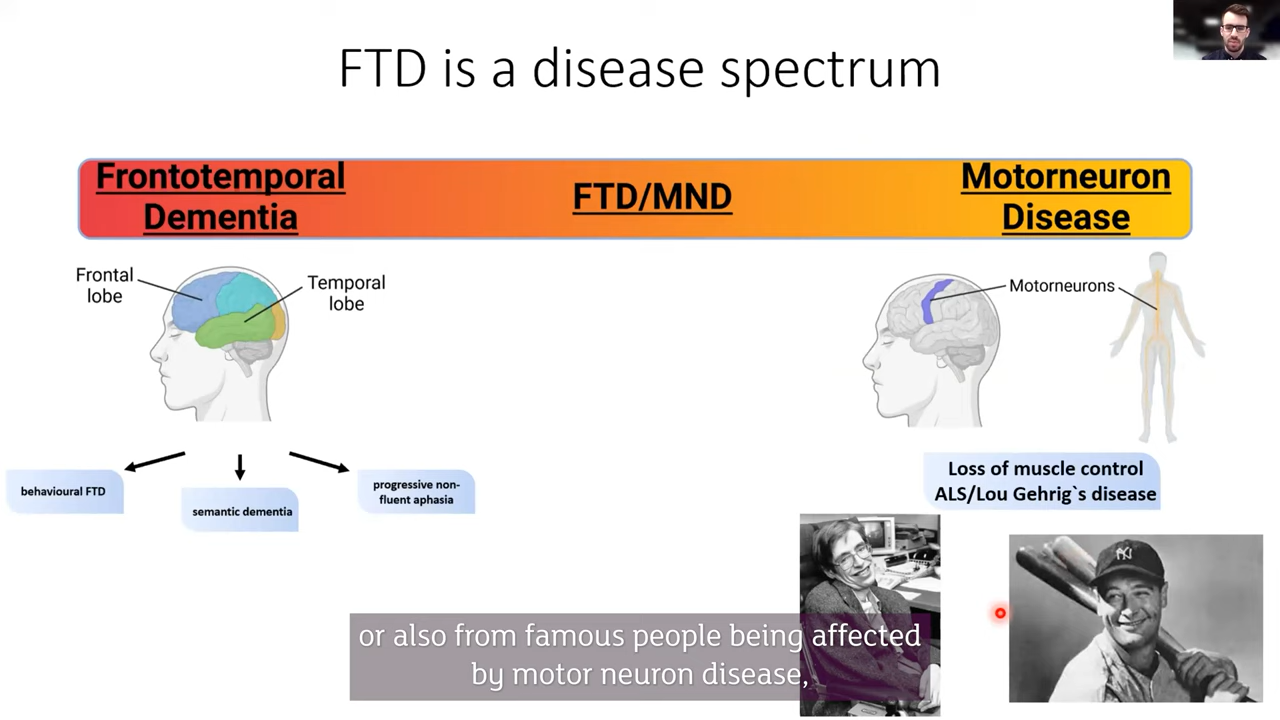 FTD is a disease spectrum
Frontotemporal
Dementia
FTD/MND
Motorneuron
Disease
Frontal
lobe
Temporal
lobe
Motorneurons
behavioural FTD
semantic dementia
progressive non-
fluent aphasia
Loss of muscle control
ALS/Lou Gehrig`s disease
NY
or also from famous people being affected
by motor neuron disease,